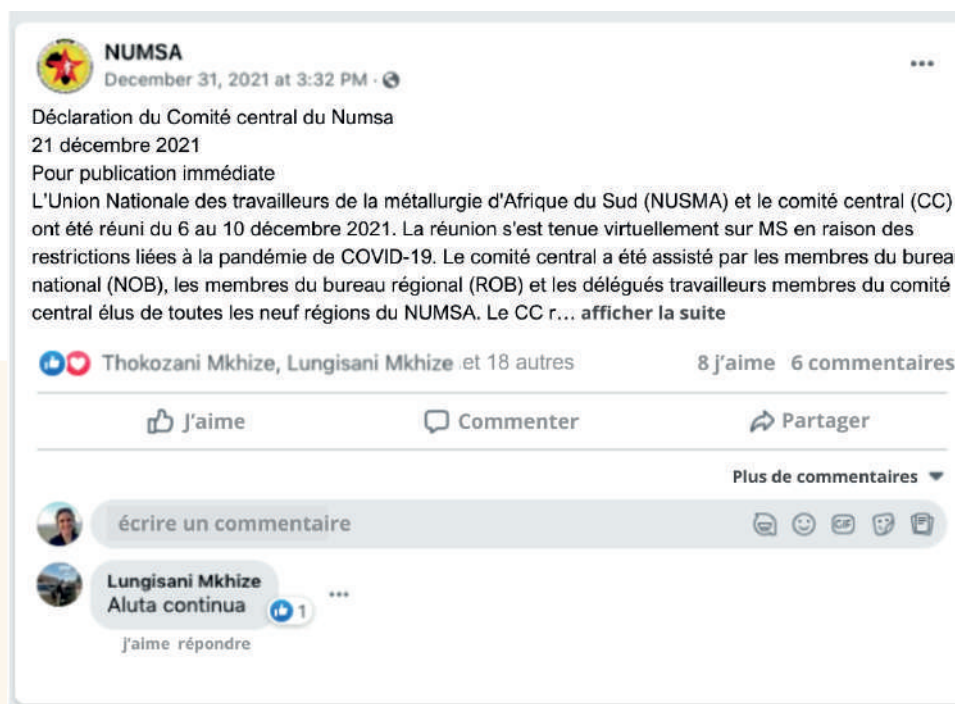 NUMSA
December 31, 2021 at 3:32 PM ·
Déclaration du Comité central du Numsa
21 décembre 2021
Pour publication immédiate
L'Union Nationale des travailleurs de la métallurgie d'Afrique du Sud (NUSMA) et le comité central (CC)
ont été réuni du 6 au 10 décembre 2021. La réunion s'est tenue virtuellement sur MS en raison des
restrictions liées à la pandémie de COVID-19. Le comité central a été assisté par les membres du burea
national (NOB), les membres du bureau régional (ROB) et les délégués travailleurs membres du comité
central élus de toutes les neuf régions du NUMSA. Le CC r... afficher la suite
Thokozani Mkhize, Lungisani Mkhize et 18 autres 8 j'aime 6 commentaires
J'aime Commenter Partager
Plus de commentaires
écrire un commentaire GIF
Lungisani Mkhize
Aluta continua 1
j'aime répondre